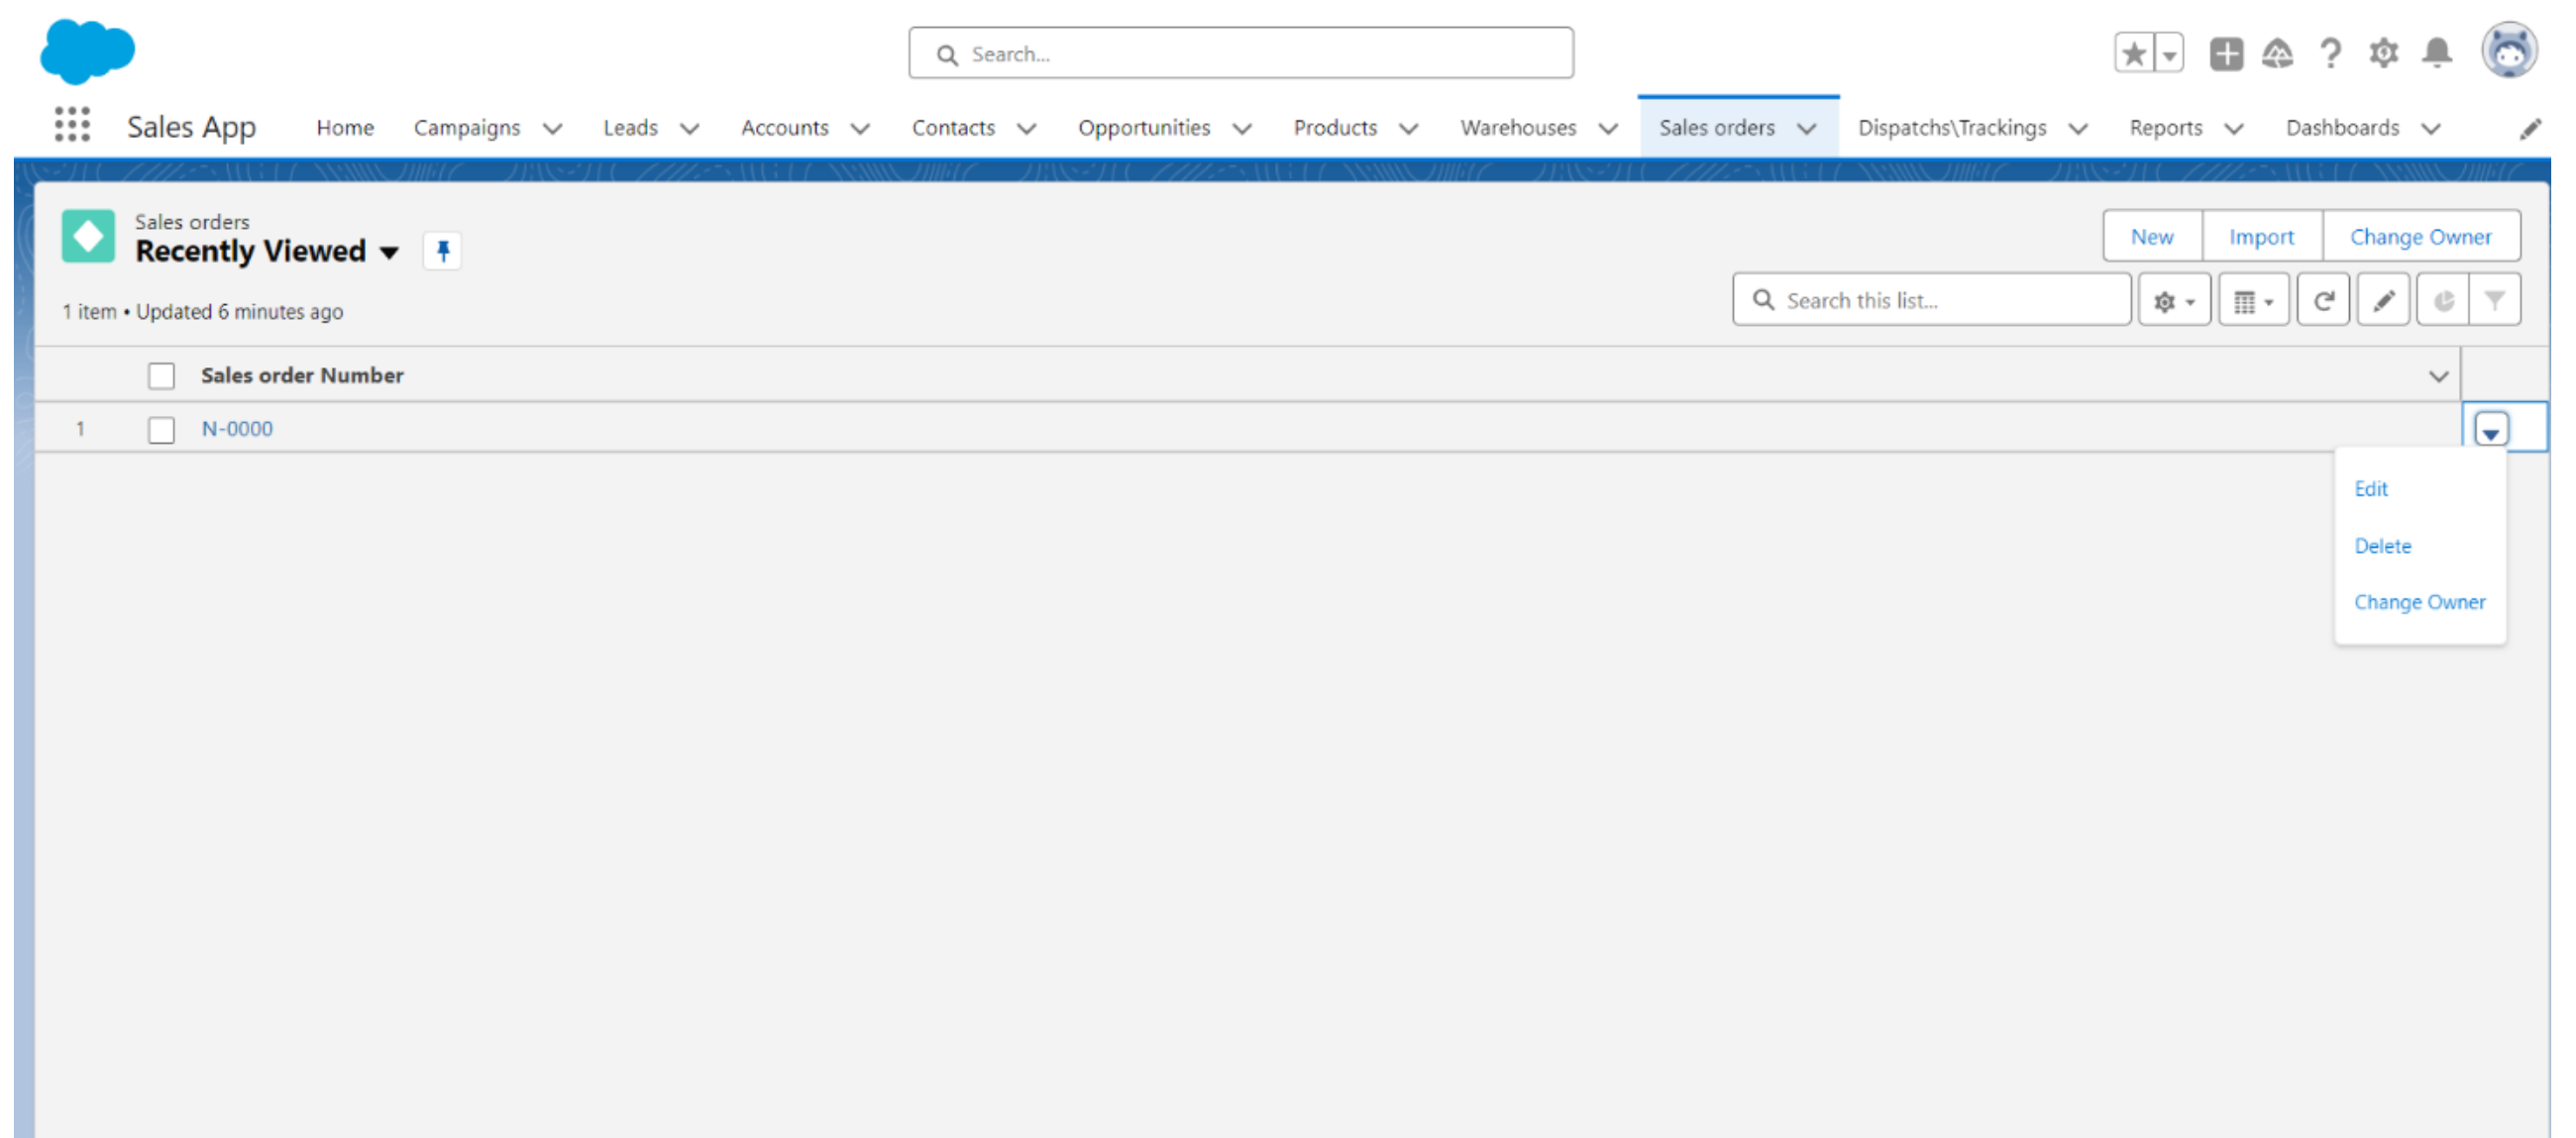 Search...
Sales App Home Campaigns Leads Accounts Contacts Opportunities Products Warehouses Sales orders Dispatchs\Trackings Reports Dashboards
Sales orders
Recently Viewed
New Import Change Owner
1 item • Updated 6 minutes ago
Search this list...
Sales order Number
1 N-0000
Edit
Delete
Change Owner